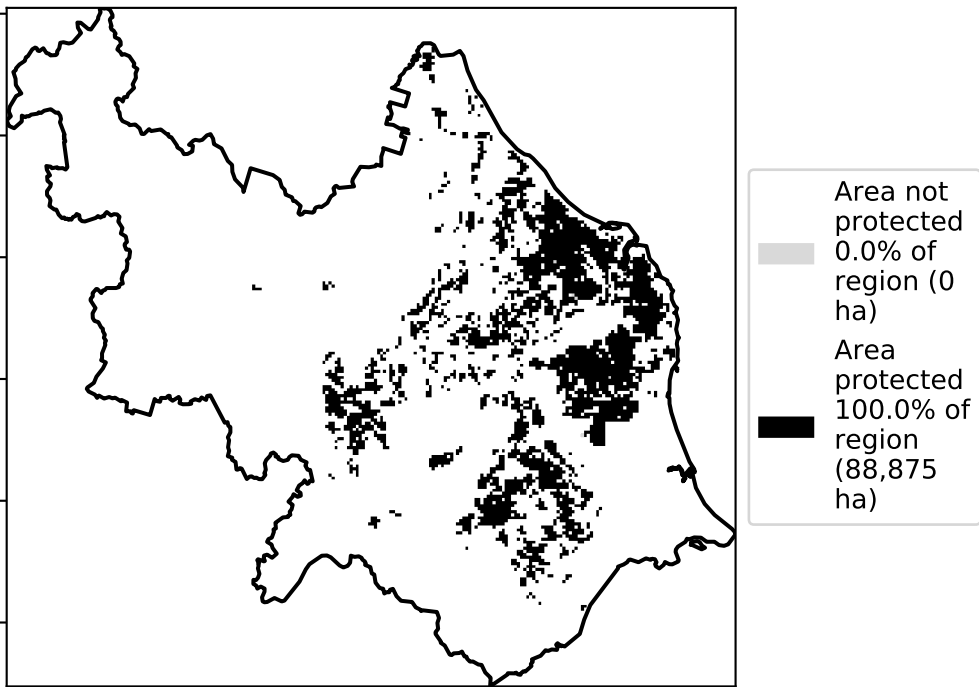 Area not
protected
0.0% of
region (0
ha)
Area
protected
100.0% of
region
(88,875
ha)